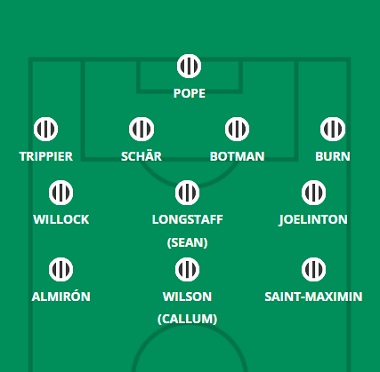 POPE
TRIPPIER SCHÄR BOTMAN BURN
WILLOCK LONGSTAFF JOELINTON
(SEAN)
ALMIRÓN WILSON SAINT-MAXIMIN
(CALLUM)